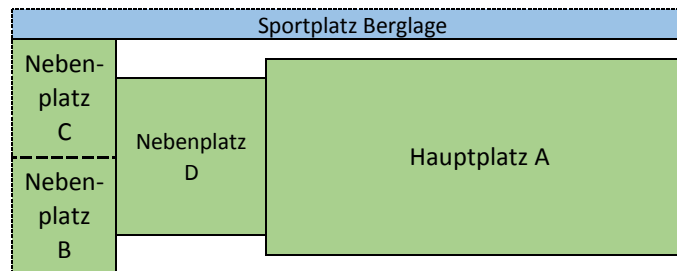 Sportplatz Berglage
Neben-
platz
C
Neben-
platz
B
Nebenplatz
D
Hauptplatz A